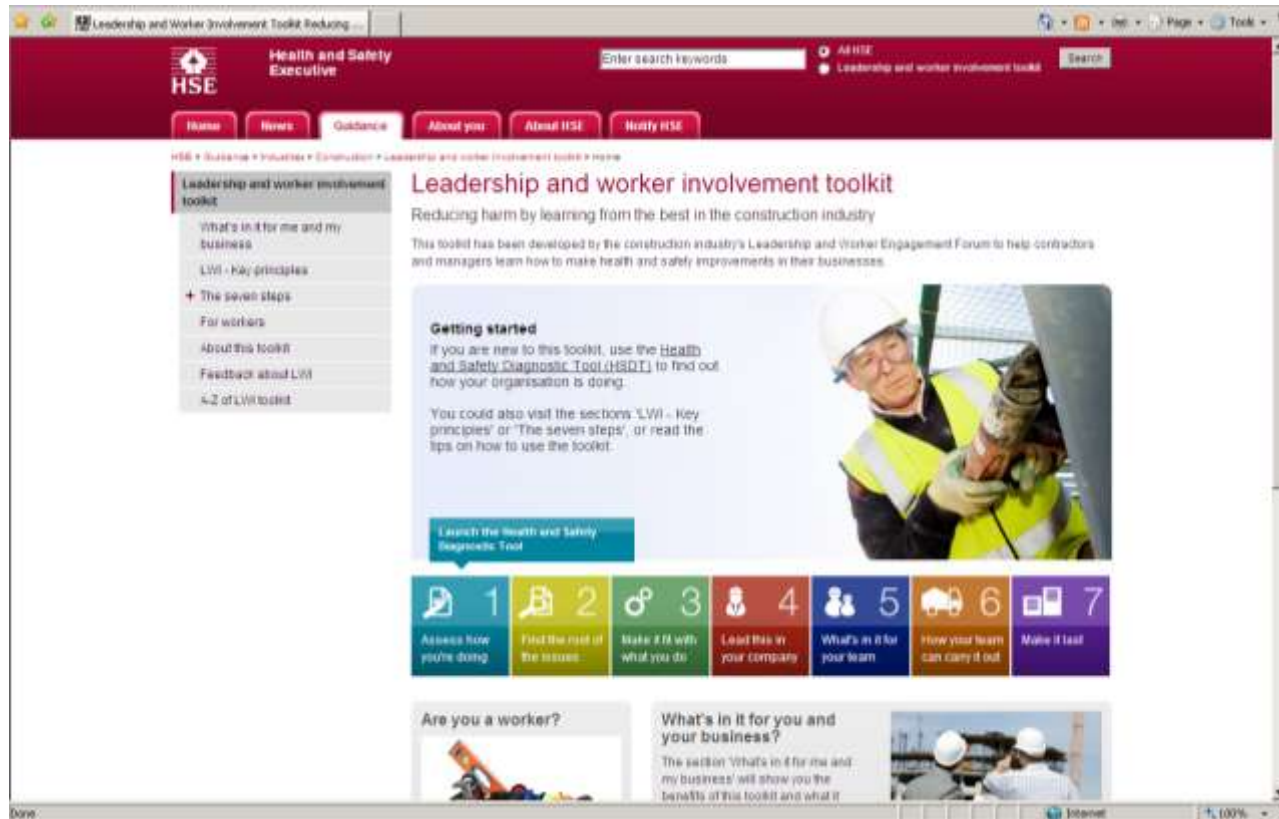 Leadership and Worker Involvement Toolkit Reducing ...
Page
Tools
HSE
Health and Safety
Executive
Enter search keywords
All HSE
Leadership and worker involvement toolkit
Search
Home
News
Guidance
About you
About HSE
Notify HSE
HSE > Guidance > Industries > Construction > Leadership and worker involvement toolkit > Home
Leadership and worker involvement
toolkit
What's in it for me and my
business
LWI - Key principles
+ The seven steps
For workers
About this toolkit
Feedback about LWI
A-Z of LWI toolkit
Leadership and worker involvement toolkit
Reducing harm by learning from the best in the construction industry
This toolkit has been developed by the construction industry's Leadership and Worker Engagement Forum to help contractors
and managers learn how to make health and safety improvements in their businesses.
Getting started
If you are new to this toolkit, use the Health
and Safety Diagnostic Tool (HSDT) to find out
how your organisation is doing.
You could also visit the sections 'LWI - Key
principles' or 'The seven steps', or read the
tips on how to use the toolkit.
Launch the Health and Safety
Diagnostic Tool
1
Assess how
you're doing
2
Find the root of
the issues
3
Make it fit with
what you do
4
Lead this in
your company
5
What's in it for
your team
6
How your team
can carry it out
7
Make it last
Are you a worker?
What's in it for you and
your business?
The section 'What's in it for me and
my business' will show you the
benefits of this toolkit and what it
Done
Internet
100%